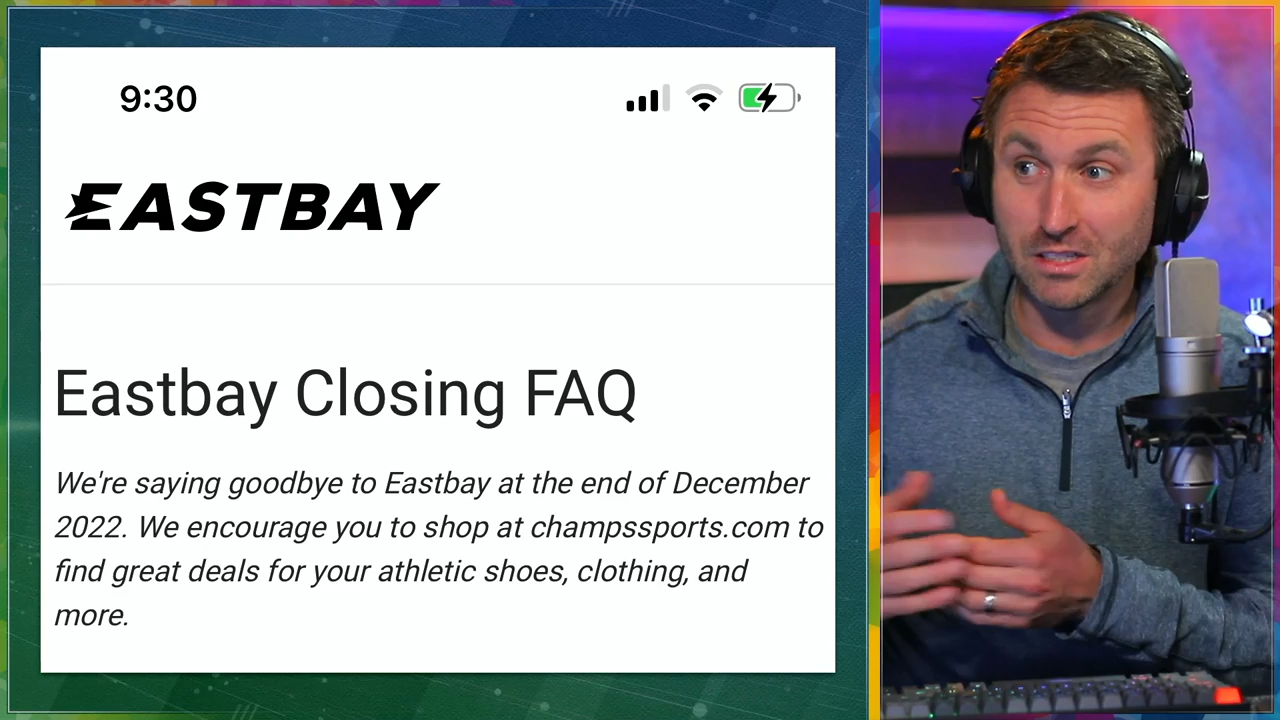 9:30
EASTBAY
Eastbay Closing FAQ
We're saying goodbye to Eastbay at the end of December
2022. We encourage you to shop at champssports.com to
find great deals for your athletic shoes, clothing, and
more.